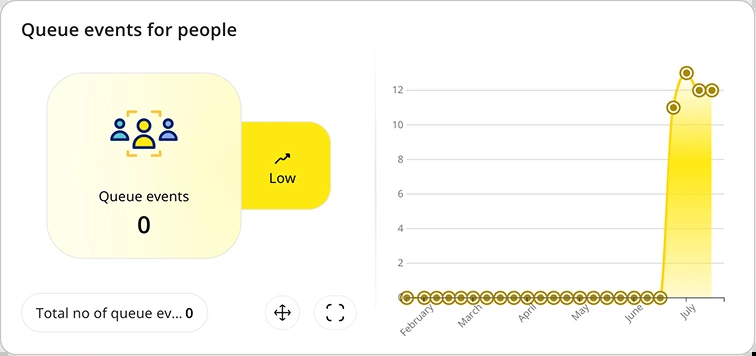 Queue events for people
Queue events
0
Low
Total no of queue ev... 0
12
10
8
6
4
2
0
February
March
April
May
June
July